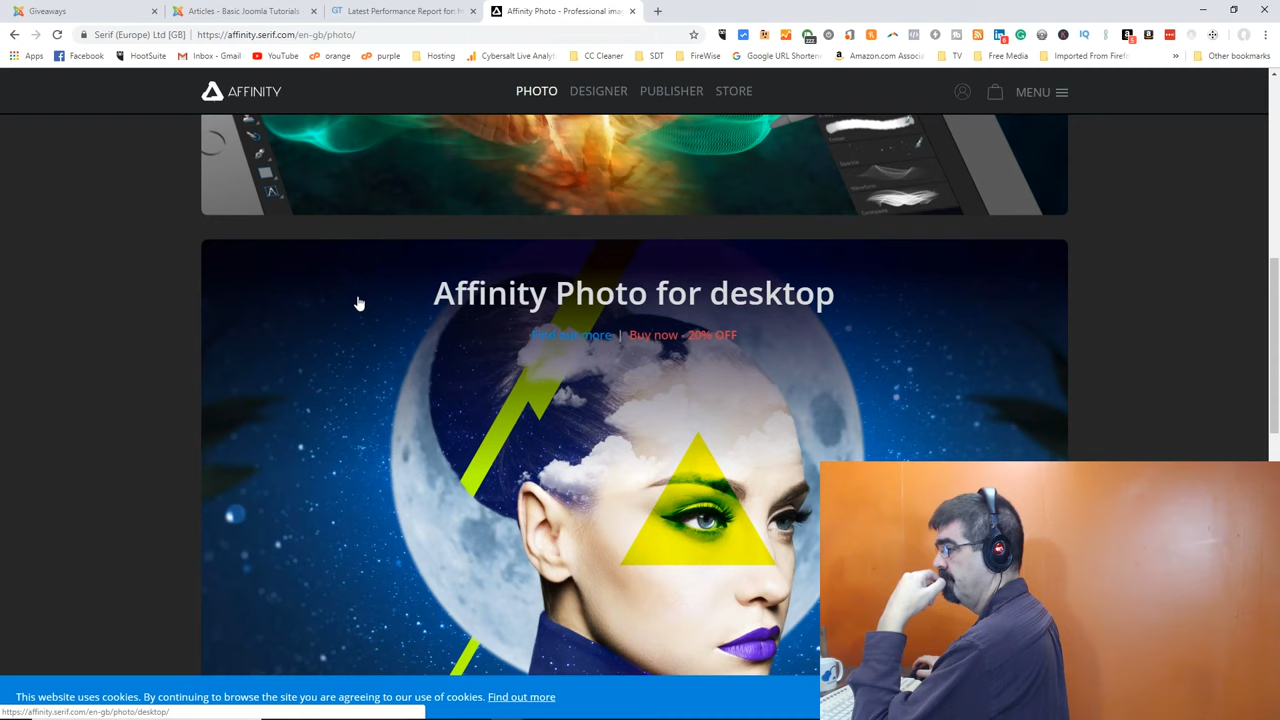 Giveaways
Articles - Basic Joomla Tutorials -
Latest Performance Report for: h
Affinity Photo - Professional imag
Serif (Europe) Ltd [GB] | https://affinity.serif.com/en-gb/photo/
Apps Facebook HootSuite Inbox - Gmail YouTube orange purple Hosting Cybersalt Live Analyt CC Cleaner SDT FireWise Google URL Shortene Amazon.com Associa TV Free Media Imported From Firefo » Other bookmarks
AFFINITY PHOTO DESIGNER PUBLISHER STORE MENU
Affinity Photo for desktop
Find out more | Buy now - 20% OFF
This website uses cookies. By continuing to browse the site you are agreeing to our use of cookies. Find out more
https://affinity.serif.com/en-gb/photo/desktop/